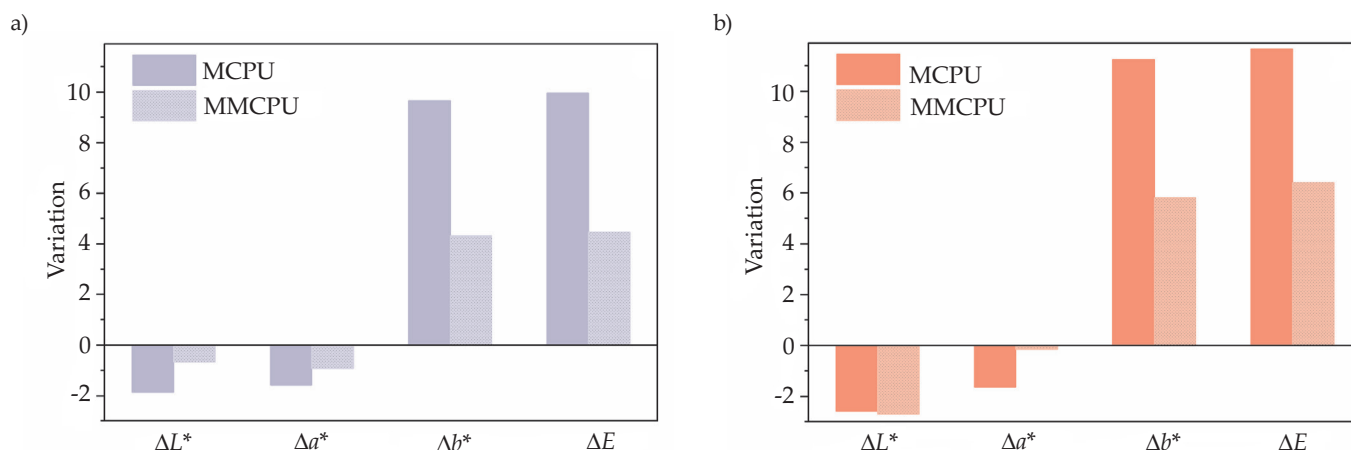 a)
MCPU
MMCPU
Variation
10
8
6
4
2
0
-2
ΔL*
Δa*
Δb*
ΔE
b)
MCPU
MMCPU
Variation
10
8
6
4
2
0
-2
ΔL*
Δa*
Δb*
ΔE